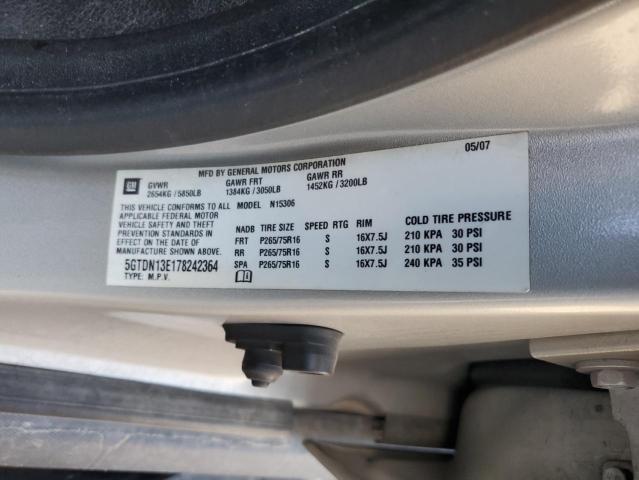 MFD BY GENERAL MOTORS CORPORATION 05/07
GM GVWR GAWR FRT GAWR RR
2654KG / 5850LB 1384KG / 3050LB 1452KG / 3200LB
THIS VEHICLE CONFORMS TO ALL MODEL N15306
APPLICABLE FEDERAL MOTOR
VEHICLE SAFETY AND THEFT
PREVENTION STANDARDS IN
EFFECT ON THE DATE OF
MANUFACTURE SHOWN ABOVE.
5GTDN13E178242364
TYPE: M.P.V.
NADB TIRE SIZE SPEED RTG RIM COLD TIRE PRESSURE
FRT P265/75R16 S 16X7.5J 210 KPA 30 PSI
RR P265/75R16 S 16X7.5J 210 KPA 30 PSI
SPA P265/75R16 S 16X7.5J 240 KPA 35 PSI